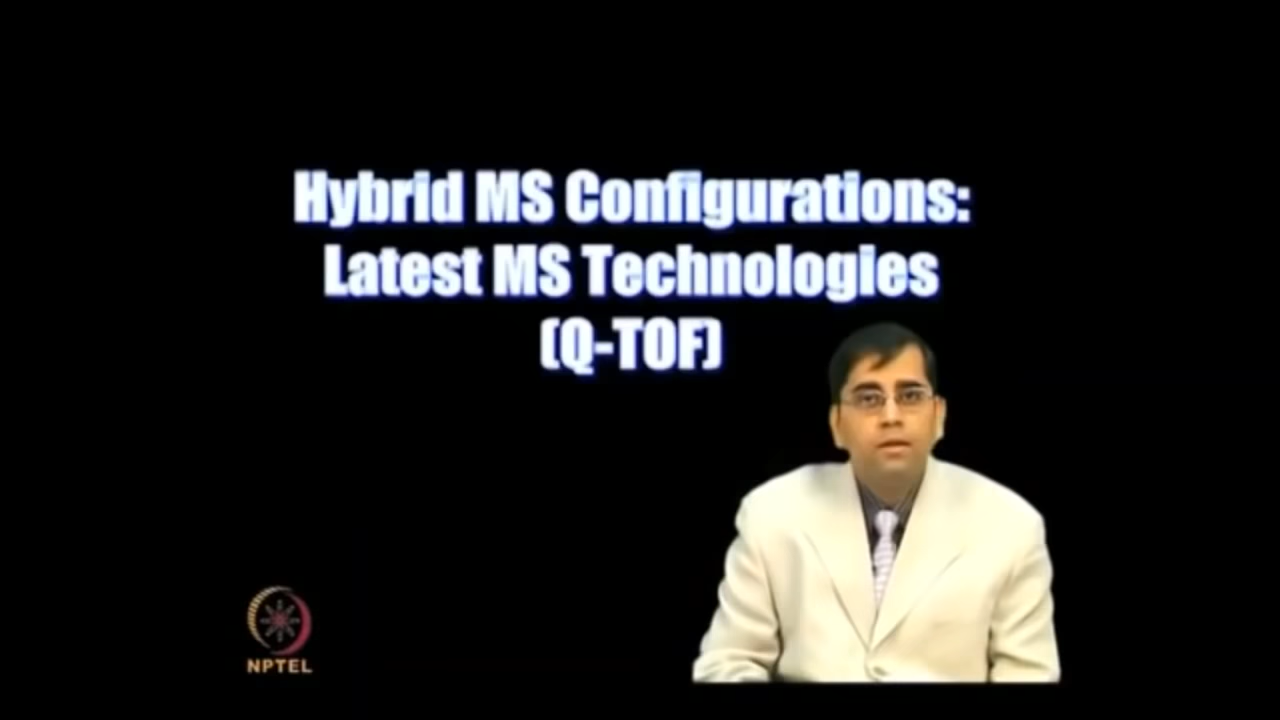 Hybrid MS Configurations:
Latest MS Technologies
(Q-TOF)
NPTEL